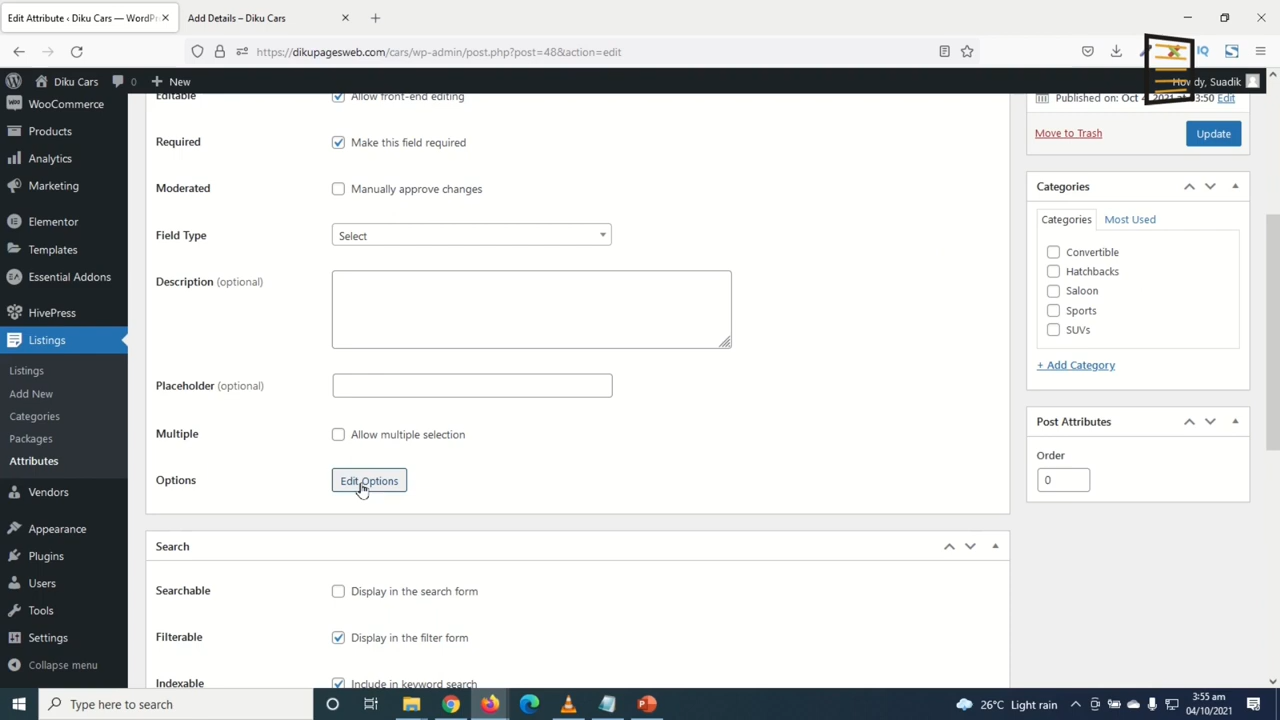 Edit Attribute ‹ Diku Cars — WordPr
Add Details – Diku Cars
https://dikupagesweb.com/cars/wp-admin/post.php?post=48&action=edit
IQ
Diku Cars
0
New
dy, Suadik
WooCommerce
Products
Analytics
Marketing
Elementor
Templates
Essential Addons
HivePress
Listings
Listings
Add New
Categories
Packages
Attributes
Vendors
Appearance
Plugins
Users
Tools
Settings
Collapse menu
Editable
Allow front-end editing
Required
Make this field required
Moderated
Manually approve changes
Field Type
Select
Description (optional)
Placeholder (optional)
Multiple
Allow multiple selection
Options
Edit Options
Search
Searchable
Display in the search form
Filterable
Display in the filter form
Indexable
Include in keyword search
Published on: Oct 4, 2021 at 03:50 Edit
Move to Trash
Update
Categories
Categories
Most Used
Convertible
Hatchbacks
Saloon
Sports
SUVs
+ Add Category
Post Attributes
Order
0
Type here to search
26°C Light rain
3:55 am
04/10/2021